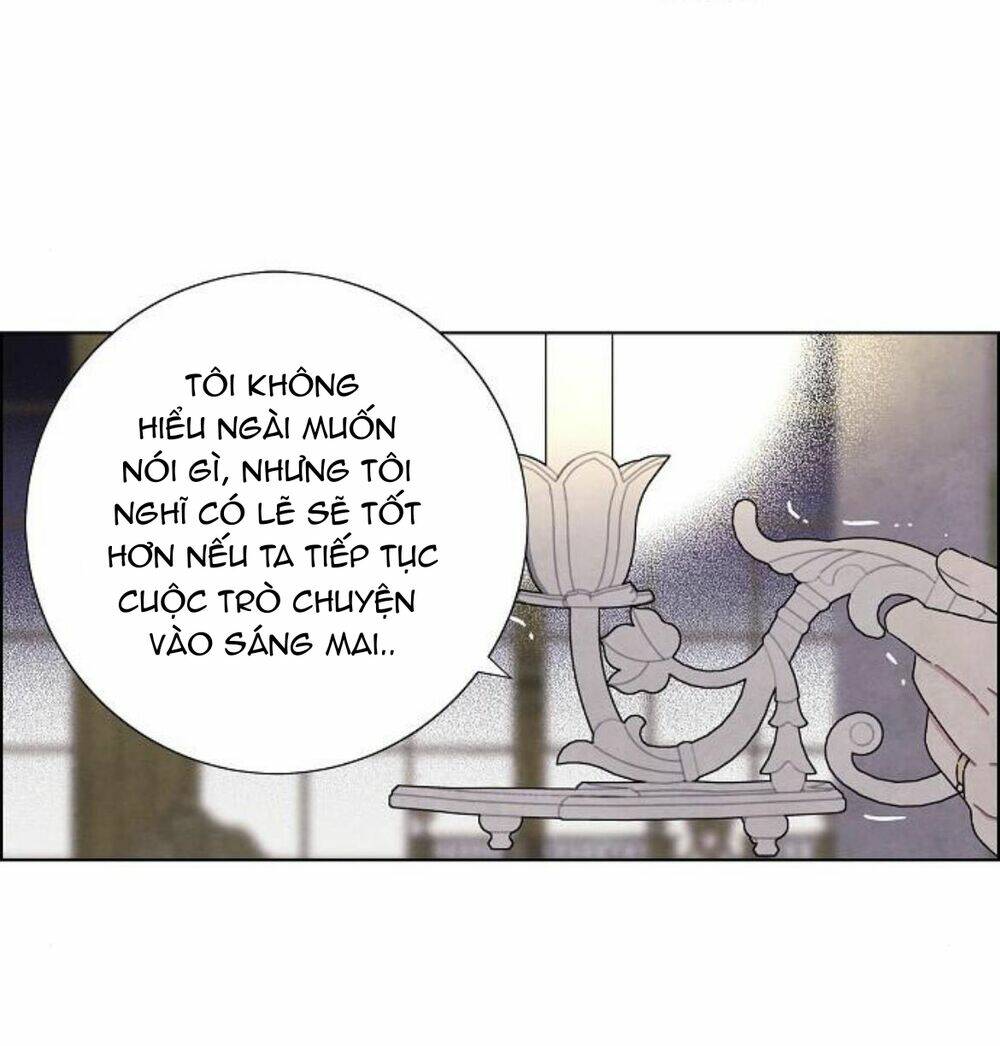 TÔI KHÔNG
HIỂU NGÀI MUỐN
NÓI GÌ, NHƯNG TÔI
NGHĨ CÓ LẼ SẼ TỐT
HƠN NẾU TA TIẾP TỤC
CUỘC TRÒ CHUYỆN
VÀO SÁNG MAI..